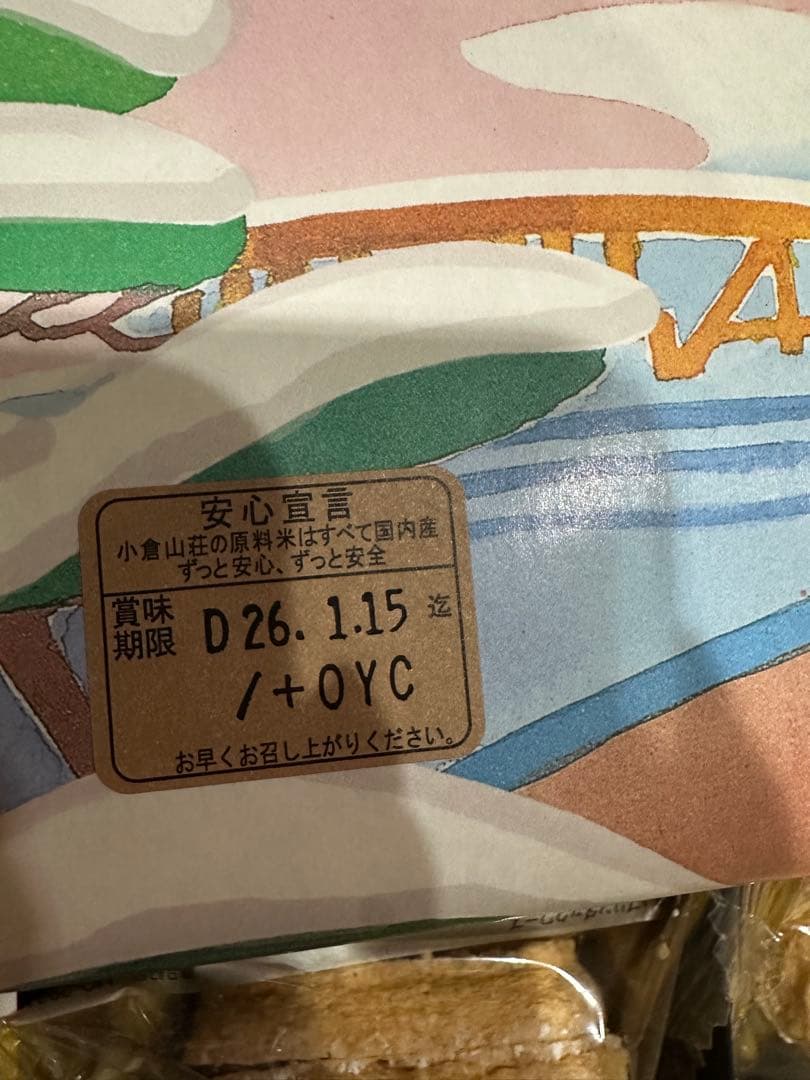 安心宣言
小倉山荘の原料米はすべて国内産
ずっと安心、ずっと安全
賞味期限 D 26. 1.15 迄
/+OYC
お早くお召し上がりください。